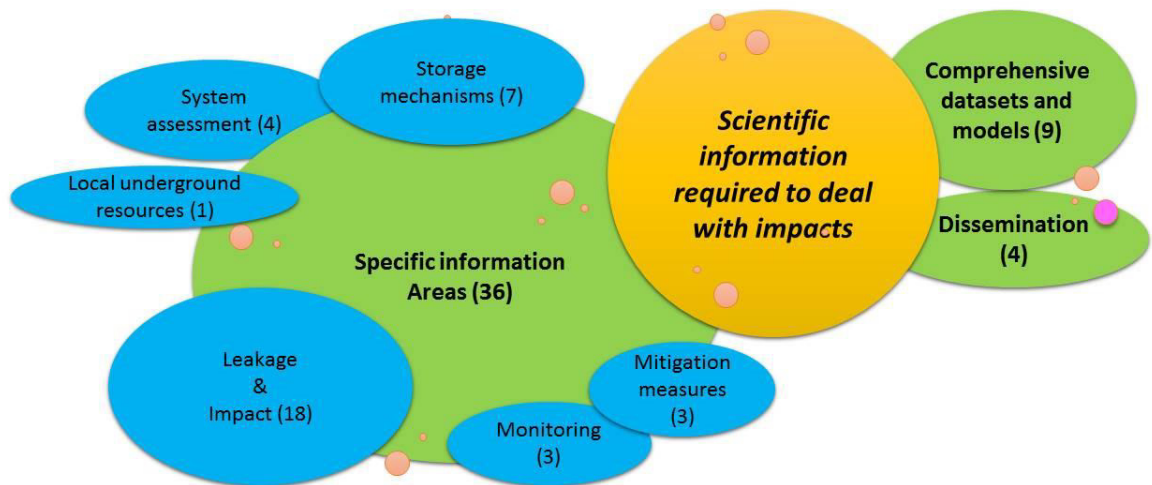 Storage
mechanisms (7)
System
assessment (4)
Local underground
resources (1)
Specific information
Areas (36)
Leakage
&
Impact (18)
Monitoring
(3)
Mitigation
measures
(3)
Scientific
information
required to deal
with impacts
Comprehensive
datasets and
models (9)
Dissemination
(4)